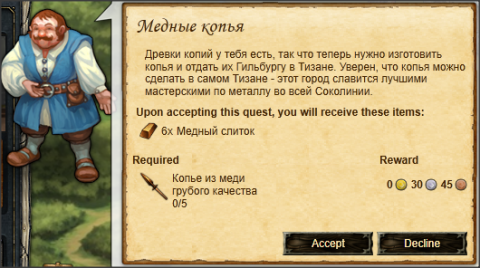 Медные копья
Древки копий у тебя есть, так что теперь нужно изготовить
копья и отдать их Гильбургу в Тизане. Уверен, что копья можно
сделать в самом Тизане - этот город славится лучшими
мастерскими по металлу во всей Соколинии.
Upon accepting this quest, you will receive these items:
6x Медный слиток
Required
Копье из меди
грубого качества
0/5
Reward
0 30 45
Accept
Decline